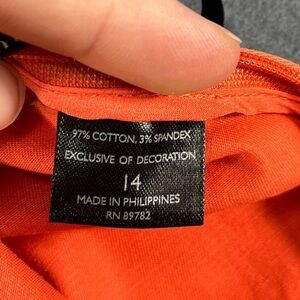 97% COTTON, 3% SPANDEX
EXCLUSIVE OF DECORATION
14
MADE IN PHILIPPINES
RN 89782